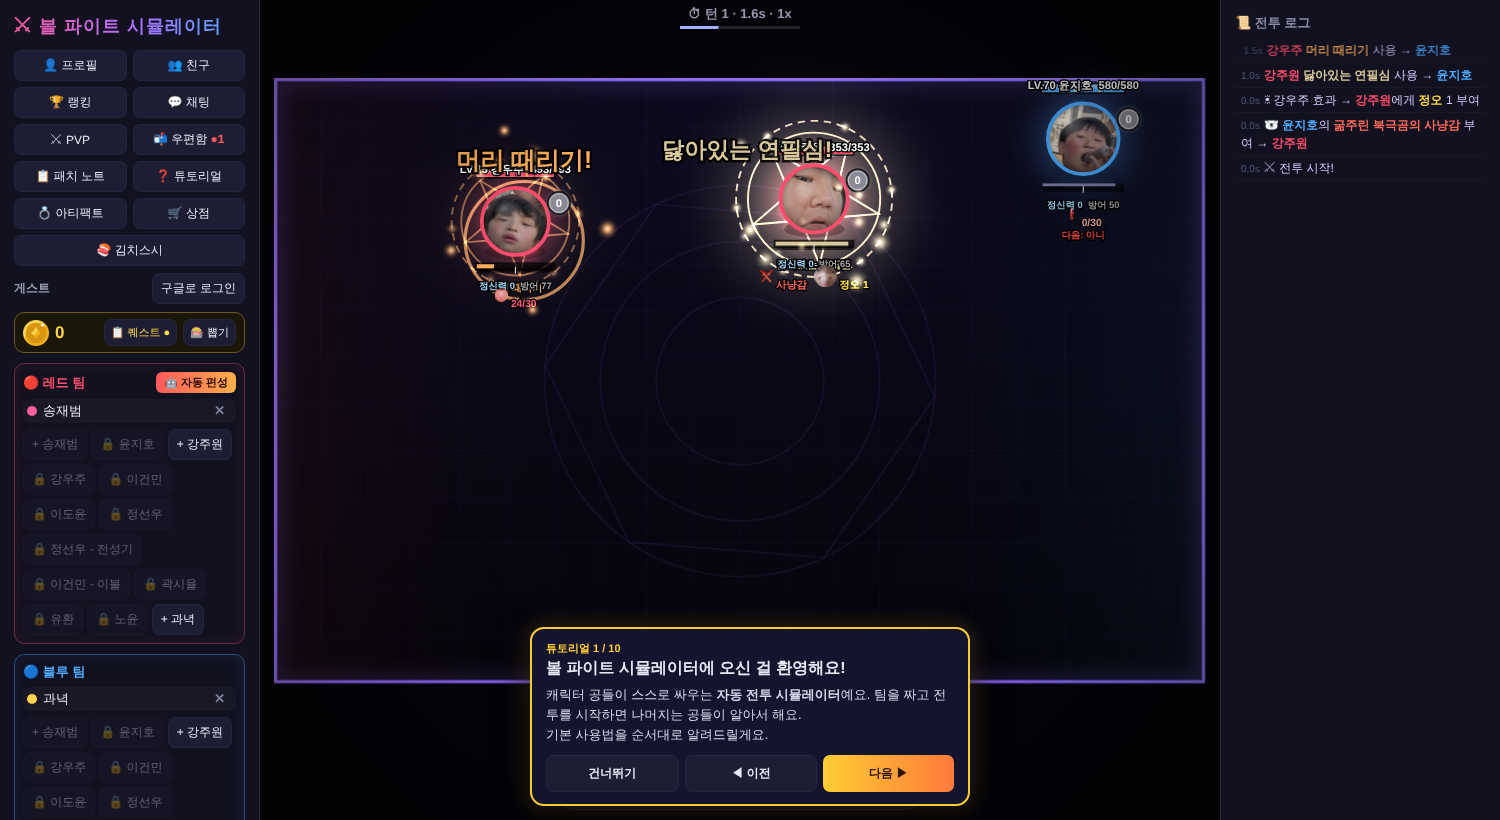 ⚔ 볼 파이트 시뮬레이터
👤 프로필
👥 친구
🏆 랭킹
💬 채팅
⚔ PVP
📬 우편함 ●1
📋 패치 노트
❓ 튜토리얼
💍 아티팩트
🛒 상점
🍣 김치스시
게스트
구글로 로그인
0
📋 퀘스트 ●
🎰 뽑기
🔴 레드 팀
🤖 자동 편성
송재범 ✕
+ 송재범
🔒 윤지호
+ 강주원
🔒 강우주
🔒 이건민
🔒 이도윤
🔒 정선우
🔒 정선우 - 전성기
🔒 이건민 - 이불
🔒 곽시율
🔒 유환
🔒 노윤
+ 과녁
🔵 블루 팀
과녁 ✕
+ 송재범
🔒 윤지호
+ 강주원
🔒 강우주
🔒 이건민
🔒 이도윤
🔒 정선우
⏱ 턴 1 · 1.6s · 1x
머리 때리기!
0
정신력 0 방어 77
24/30
닳아있는 연필심!
353/353
0
정신력 0 방어 65
사냥감
정오 1
LV.70 윤지호 580/580
0
정신력 0 방어 50
0/30
다음: 아니
튜토리얼 1 / 10
볼 파이트 시뮬레이터에 오신 걸 환영해요!
캐릭터 공들이 스스로 싸우는 자동 전투 시뮬레이터예요. 팀을 짜고 전
투를 시작하면 나머지는 공들이 알아서 해요.
기본 사용법을 순서대로 알려드릴게요.
건너뛰기
◀ 이전
다음 ▶
📜 전투 로그
1.5s 강우주 머리 때리기 사용 → 윤지호
1.0s 강주원 닳아있는 연필심 사용 → 윤지호
0.0s ☀ 강우주 효과 → 강주원에게 정오 1 부여
0.0s 🐻‍❄️ 윤지호의 굶주린 북극곰의 사냥감 부
여 → 강주원
0.0s ⚔ 전투 시작!